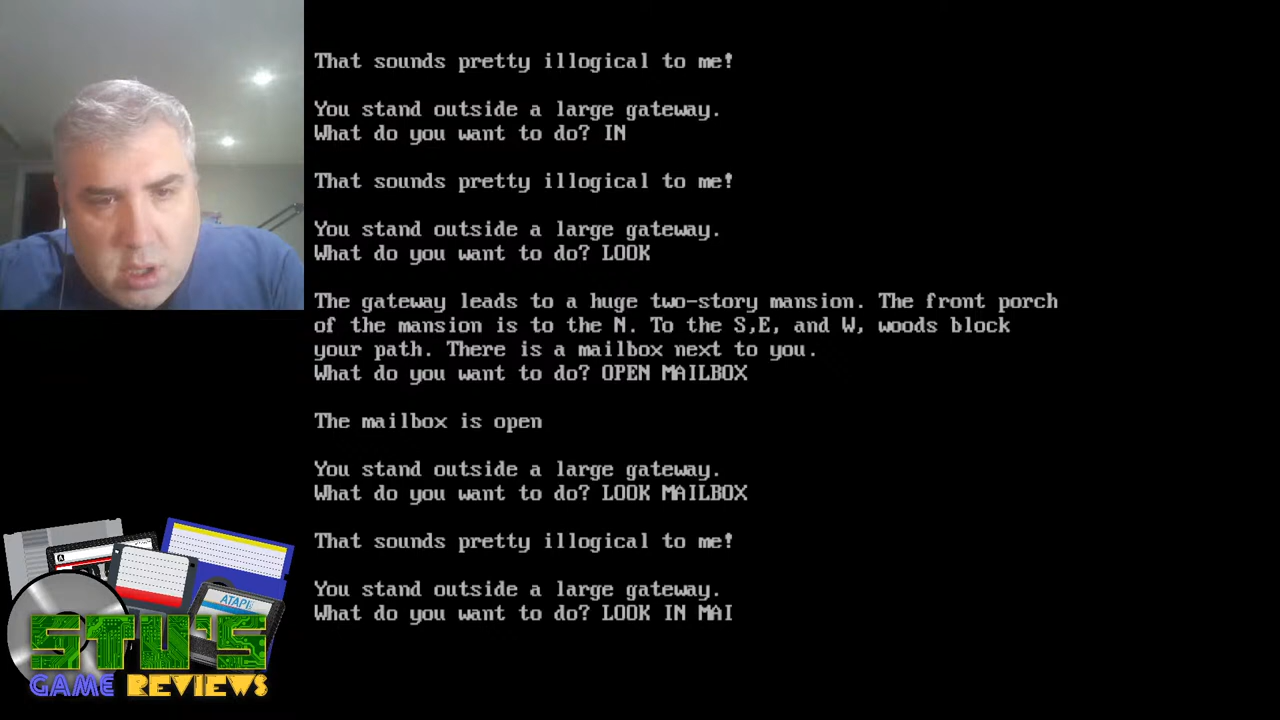 That sounds pretty illogical to me!
You stand outside a large gateway.
What do you want to do? IN
That sounds pretty illogical to me!
You stand outside a large gateway.
What do you want to do? LOOK
The gateway leads to a huge two-story mansion. The front porch
of the mansion is to the N. To the S,E, and W, woods block
your path. There is a mailbox next to you.
What do you want to do? OPEN MAILBOX
The mailbox is open
You stand outside a large gateway.
What do you want to do? LOOK MAILBOX
That sounds pretty illogical to me!
You stand outside a large gateway.
What do you want to do? LOOK IN MAI
A
ATAPI
STU'S
GAME REVIEWS